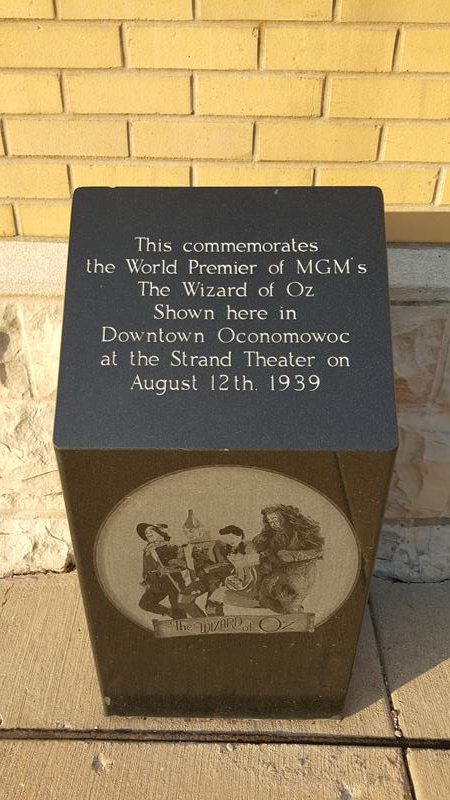 This commemorates
the World Premier of MGM's
The Wizard of Oz
Shown here in
Downtown Oconomowoc
at the Strand Theater on
August 12th. 1939
The WIZARD of OZ